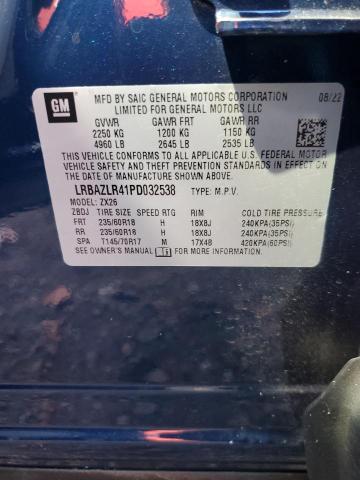 GM
MFD BY SAIC GENERAL MOTORS CORPORATION 08/22
LIMITED FOR GENERAL MOTORS LLC
GVWR GAWR FRT GAWR RR
2250 KG 1200 KG 1150 KG
4960 LB 2645 LB 2535 LB
THIS VEHICLE CONFORMS TO ALL APPLICABLE U.S. FEDERAL
MOTOR VEHICLE SAFETY AND THEFT PREVENTION STANDARDS IN EFFECT ON
THE DATE OF MANUFACTURE SHOWN ABOVE.
LRBAZLR41PD032538 TYPE: M.P.V.
MODEL: ZX26
ZBDJ TIRE SIZE SPEED RTG RIM COLD TIRE PRESSURE
FRT 235/60R18 H 18X8J 240KPA(35PSI)
RR 235/60R18 H 18X8J 240KPA(35PSI)
SPA T145/70R17 M 17X4B 420KPA(60PSI)
SEE OWNER'S MANUAL FOR MORE INFORMATION.